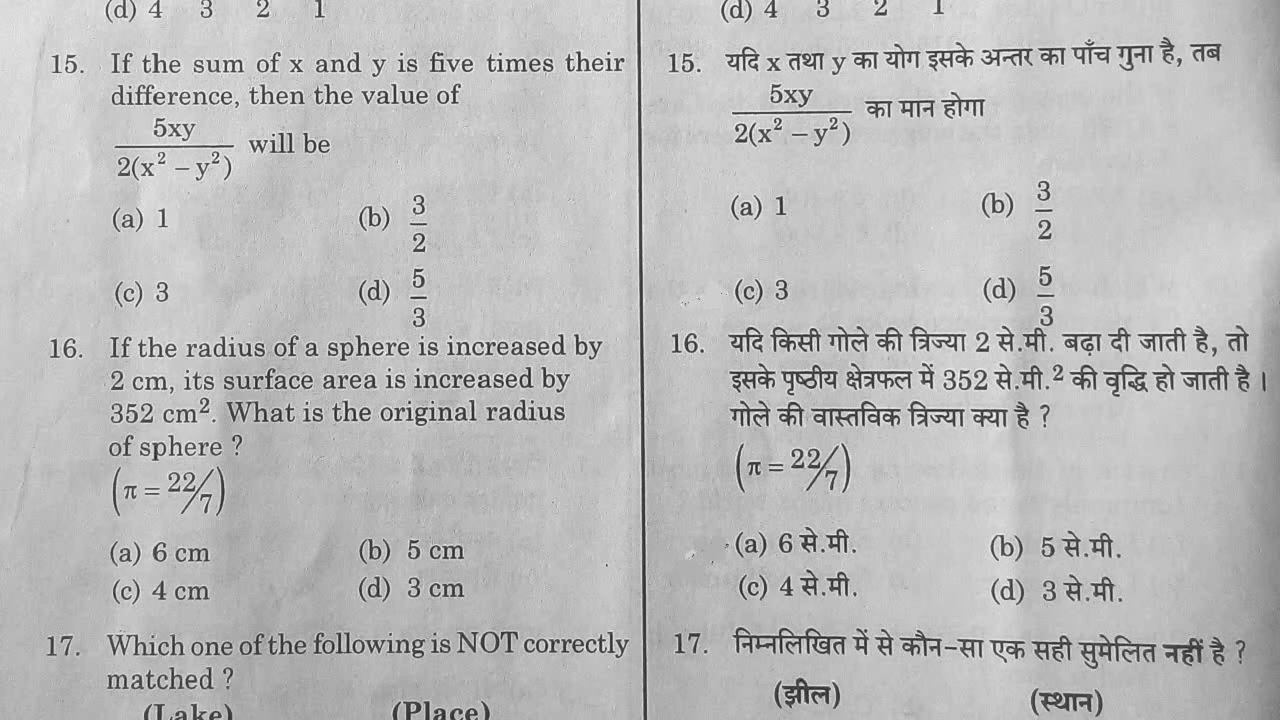 (d) 4 3 2 1
15. If the sum of x and y is five times their
difference, then the value of
5xy
2(x² – y²) will be
(a) 1 (b) 3/2
(c) 3 (d) 5/3
16. If the radius of a sphere is increased by
2 cm, its surface area is increased by
352 cm². What is the original radius
of sphere ?
(π = 22/7)
(a) 6 cm (b) 5 cm
(c) 4 cm (d) 3 cm
17. Which one of the following is NOT correctly
matched ?
(Lake) (Place)
(d) 4 3 2 1
15. यदि x तथा y का योग इसके अन्तर का पाँच गुना है, तब
5xy
2(x² – y²) का मान होगा
(a) 1 (b) 3/2
(c) 3 (d) 5/3
16. यदि किसी गोले की त्रिज्या 2 से.मी. बढ़ा दी जाती है, तो
इसके पृष्ठीय क्षेत्रफल में 352 से.मी.² की वृद्धि हो जाती है ।
गोले की वास्तविक त्रिज्या क्या है ?
(π = 22/7)
(a) 6 से.मी. (b) 5 से.मी.
(c) 4 से.मी. (d) 3 से.मी.
17. निम्नलिखित में से कौन-सा एक सही सुमेलित नहीं है ?
(झील) (स्थान)